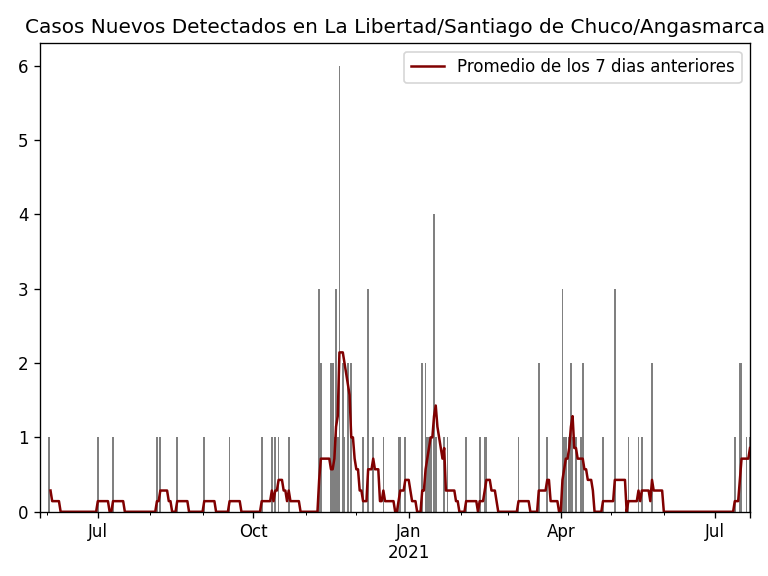 Casos Nuevos Detectados en La Libertad/Santiago de Chuco/Angasmarca
Promedio de los 7 dias anteriores
6
5
4
3
2
1
0
Jul
Oct
Jan
2021
Apr
Jul